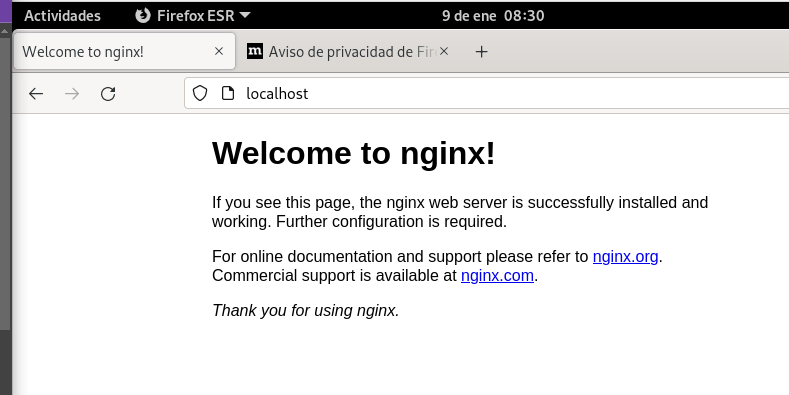 Actividades Firefox ESR 9 de ene 08:30
Welcome to nginx! Aviso de privacidad de Fir
localhost
Welcome to nginx!
If you see this page, the nginx web server is successfully installed and
working. Further configuration is required.
For online documentation and support please refer to nginx.org.
Commercial support is available at nginx.com.
Thank you for using nginx.